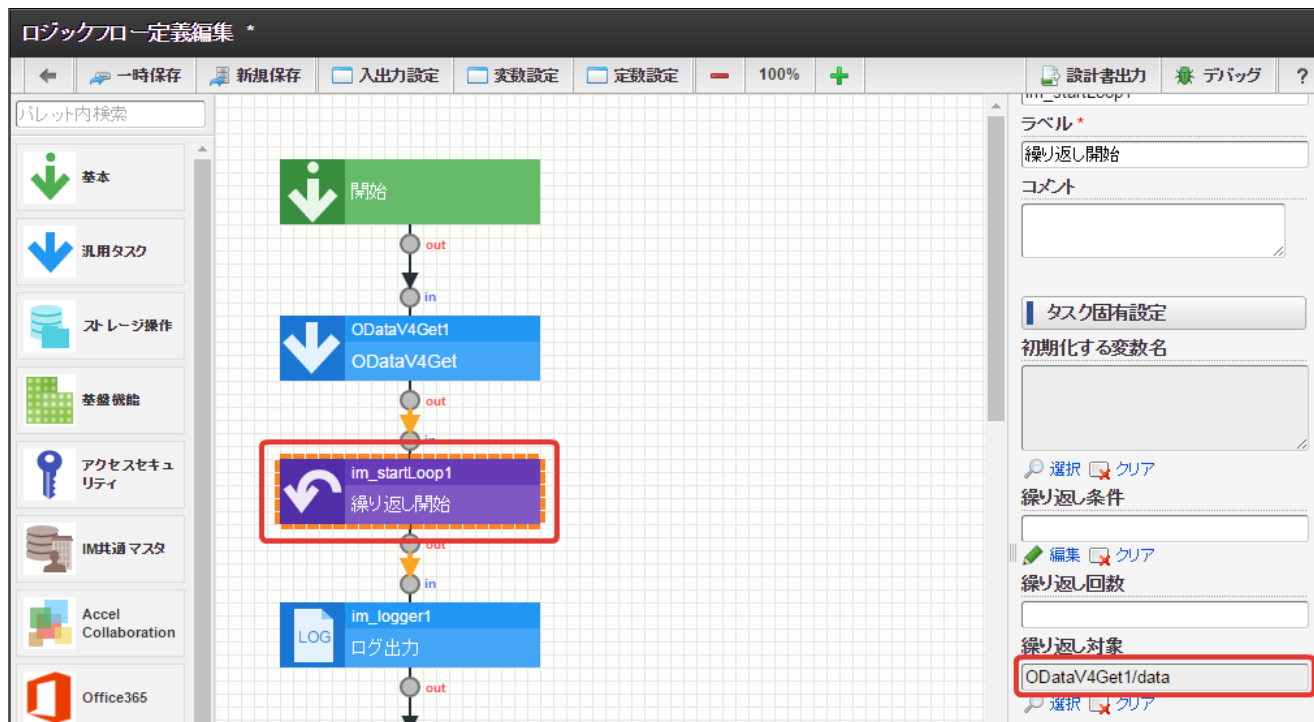 ロジックフロー定義編集 *
一時保存
新規保存
入出力設定
変数設定
定数設定
100%
設計書出力
デバッグ
?
パレット内検索
基本
汎用タスク
ストレージ操作
基盤機能
アクセスセキュ
リティ
IM共通マスタ
Accel
Collaboration
Office365
開始
out
in
ODataV4Get1
ODataV4Get
out
in
im_startLoop1
繰り返し開始
out
in
LOG
im_logger1
ログ出力
out
im_startLoop1
ラベル *
繰り返し開始
コメント
タスク固有設定
初期化する変数名
選択 クリア
繰り返し条件
編集 クリア
繰り返し回数
繰り返し対象
ODataV4Get1/data
選択 クリア